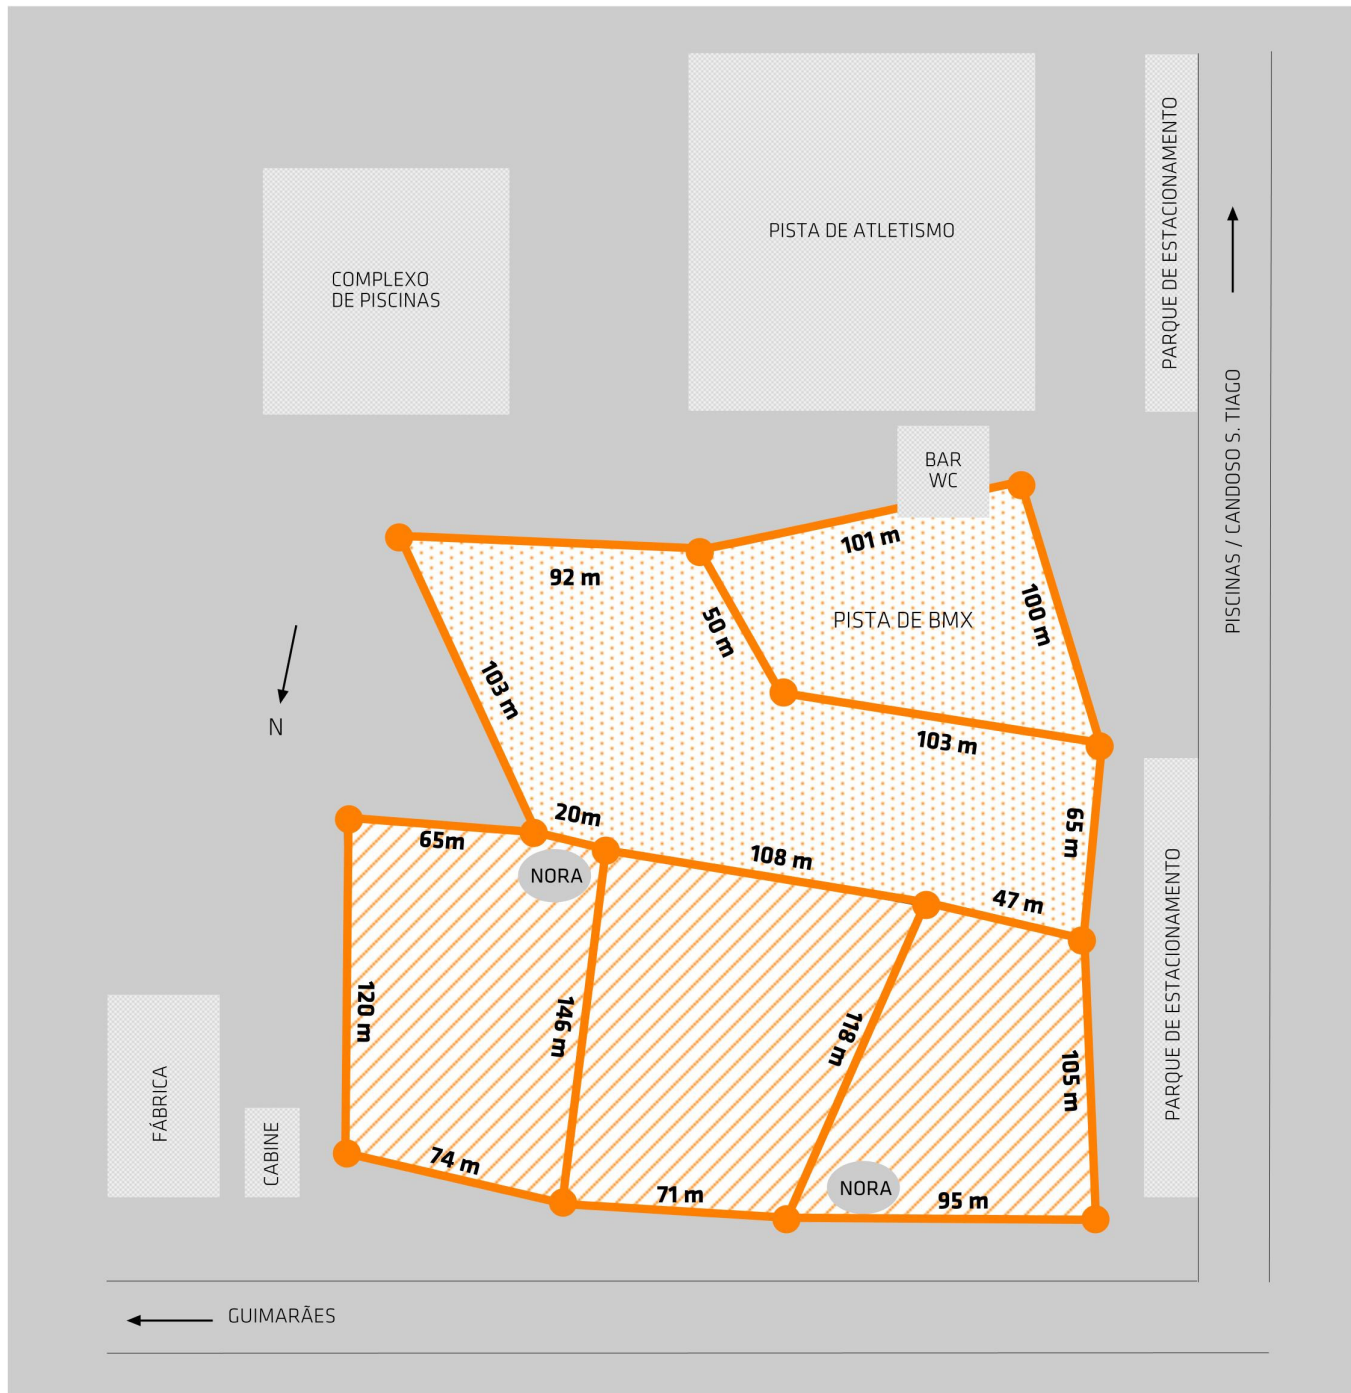 PISTA DE ATLETISMO
PARQUE DE ESTACIONAMENTO
COMPLEXO
DE PISCINAS
PISCINAS / CANDOSO S. TIAGO
BAR
WC
101 m
92 m
50 m
PISTA DE BMX
100 m
103 m
N
103 m
20m
65m
108 m
65 m
NORA
47 m
PARQUE DE ESTACIONAMENTO
120 m
146 m
118 m
105 m
FÁBRICA
CABINE
74 m
71 m
NORA
95 m
GUIMARÃES